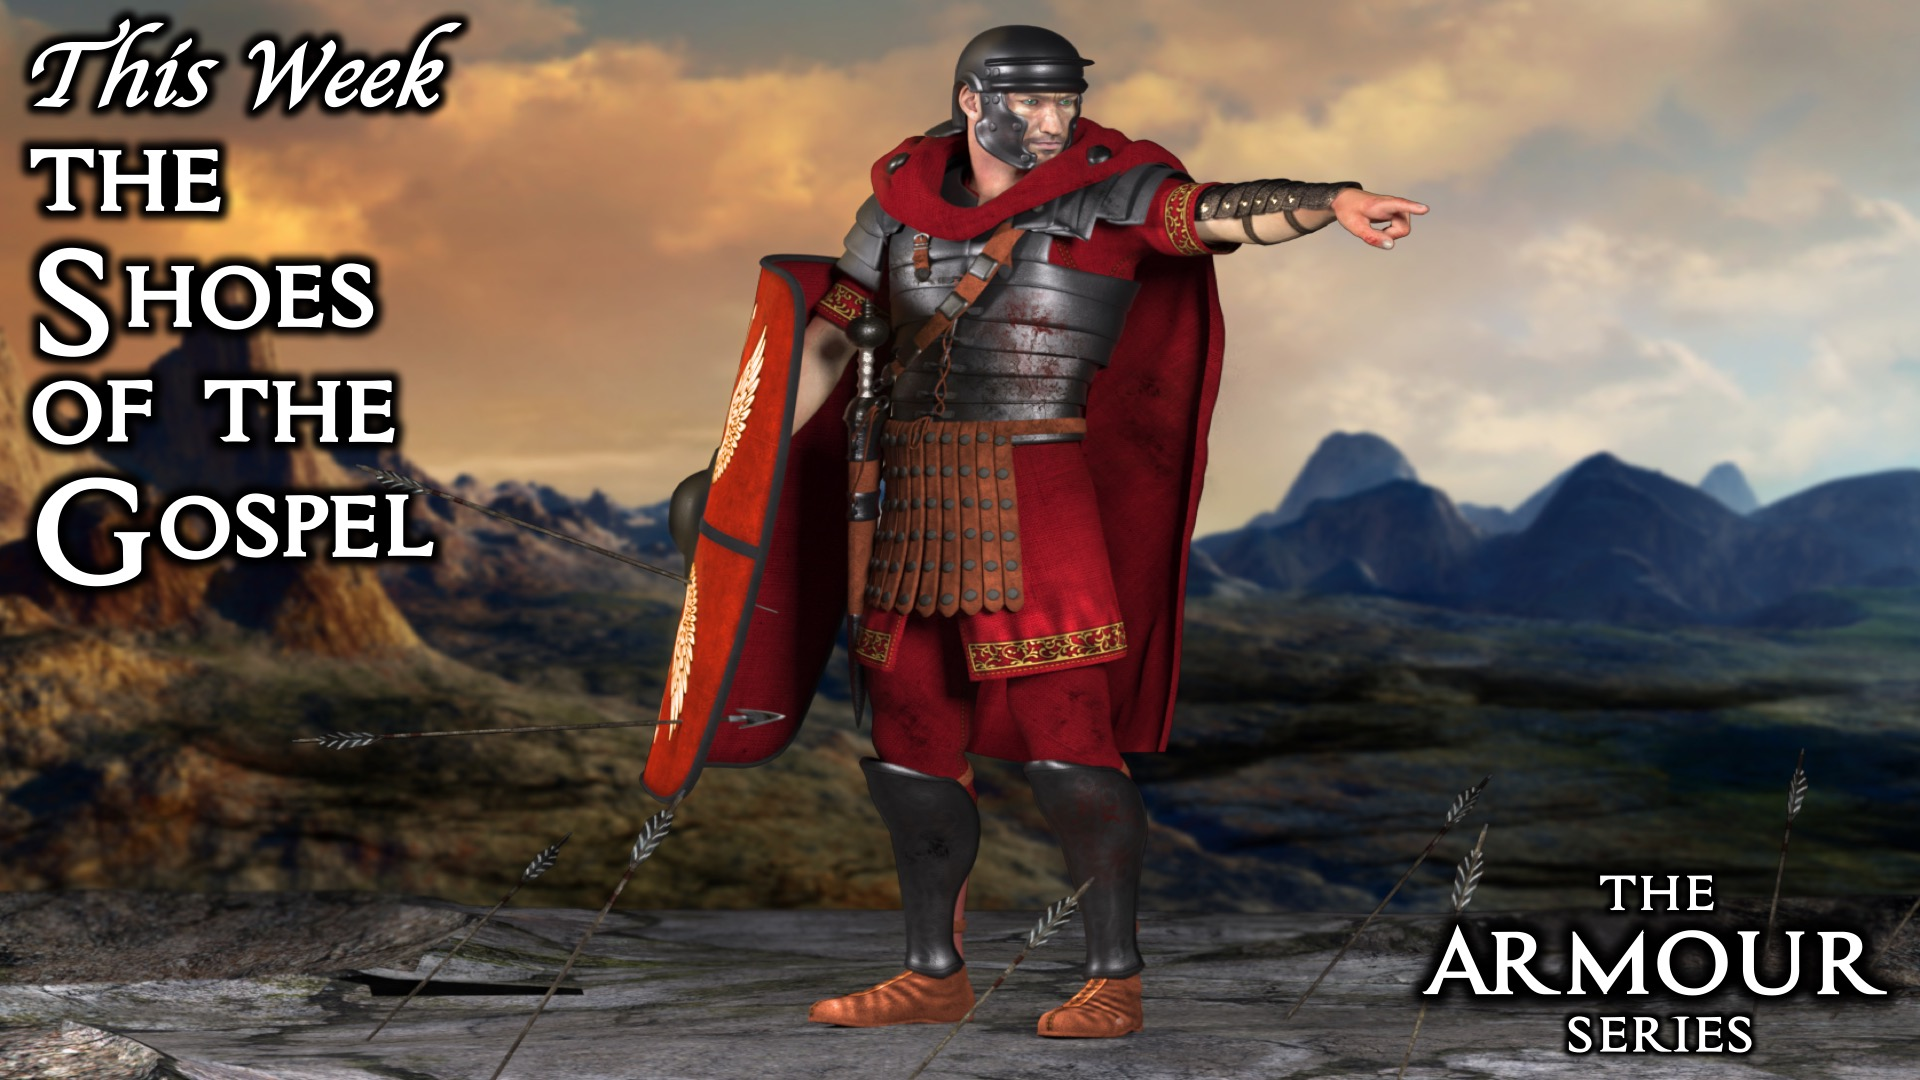 This Week
THE
SHOES
OF THE
GOSPEL
THE
ARMOUR
SERIES